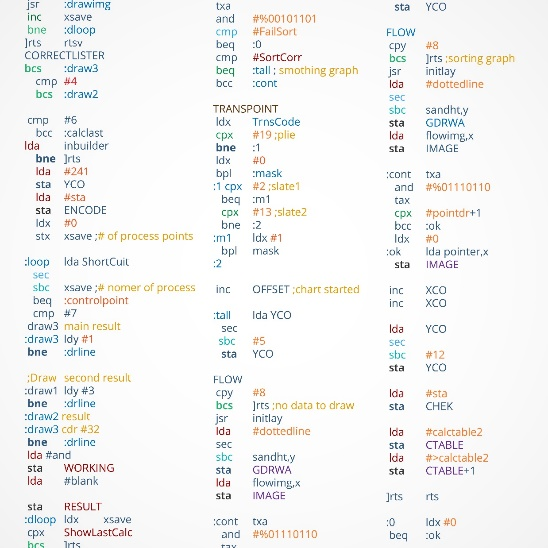 jsr :drawimg
inc xsave
bne :dloop
]rts rtsv
CORRECTLISTER
bcs :draw3
cmp #4
bcs :draw2
cmp #6
bcc :calclast
lda inbuilder
bne ]rts
lda #241
sta YCO
lda #sta
sta ENCODE
ldx #0
stx xsave ;# of process points
:loop lda ShortCuit
sec
sbc xsave ;# nomer of process
beq :controlpoint
cmp #7
:draw3 main result
:draw3 ldy #1
bne :drline
;Draw second result
:draw1 ldy #3
bne :drline
:draw2 result
:draw3 cdr #32
bne :drline
lda #and
sta WORKING
lda #blank
sta RESULT
:dloop ldx xsave
cpx ShowLastCalc
bcs ]rts
txa
and #%00101101
cmp #FailSort
beq :0
cmp #SortCorr
beq :tall ; smothing graph
bcc :cont
TRANSPOINT
ldx TrnsCode
cpx #19 ;plie
bne :1
ldx #0
bpl :mask
:1 cpx #2 ;slate1
beq :m1
cpx #13 ;slate2
bne :2
:m1 ldx #1
bpl mask
:2
inc OFFSET ;chart started
:tall lda YCO
sec
sbc #5
sta YCO
FLOW
cpy #8
bcs ]rts ;no data to draw
jsr initlay
lda #dottedline
sec
sbc sandht,y
sta GDRWA
lda flowimg,x
sta IMAGE
:cont txa
and #%01110110
tax
sta YCO
FLOW
cpy #8
bcs ]rts ;sorting graph
jsr initlay
lda #dottedline
sec
sbc sandht,y
sta GDRWA
lda flowimg,x
sta IMAGE
:cont txa
and #%01110110
tax
cpx #pointdr+1
bcc :ok
ldx #0
:ok lda pointer,x
sta IMAGE
inc XCO
inc XCO
lda YCO
sec
sbc #12
sta YCO
lda #sta
sta CHEK
lda #calctable2
sta CTABLE
lda #>calctable2
sta CTABLE+1
]rts rts
:0 ldx #0
beq :ok